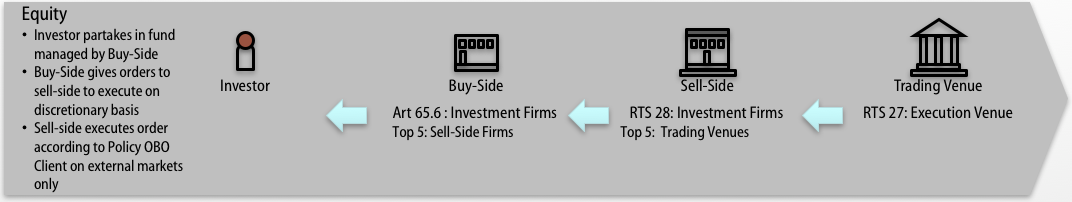 Equity
• Investor partakes in fund
managed by Buy-Side
• Buy-Side gives orders to
sell-side to execute on
discretionary basis
• Sell-side executes order
according to Policy OBO
Client on external markets
only
Investor
Buy-Side
Art 65.6 : Investment Firms
Top 5: Sell-Side Firms
Sell-Side
RTS 28: Investment Firms
Top 5: Trading Venues
Trading Venue
RTS 27: Execution Venue